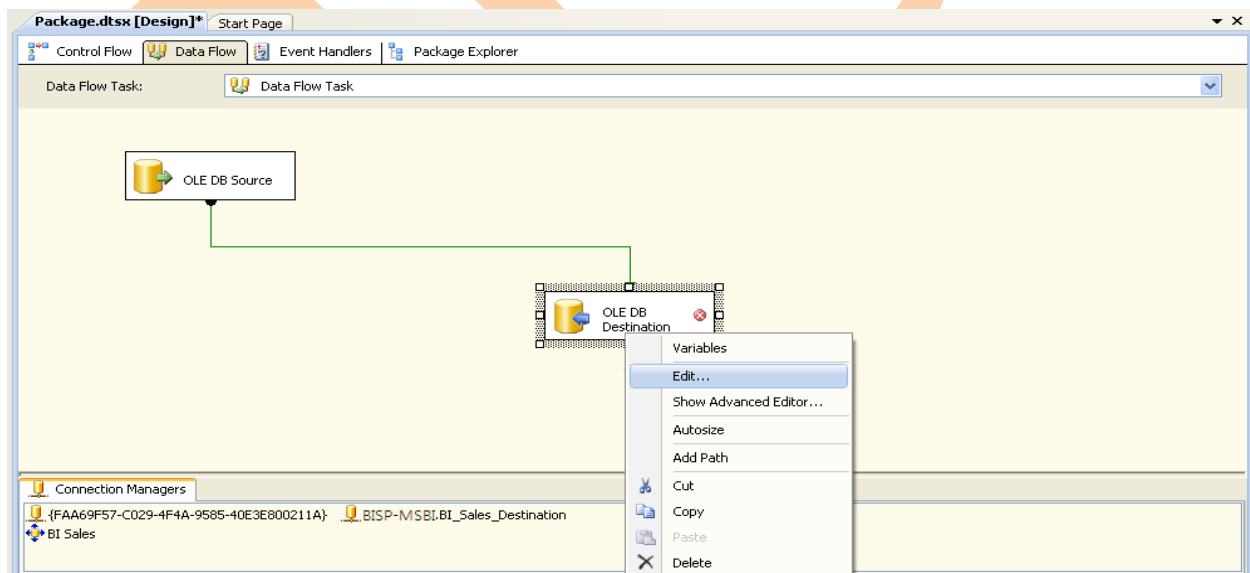 Package.dtsx [Design]* Start Page
Control Flow Data Flow Event Handlers Package Explorer
Data Flow Task: Data Flow Task
OLE DB Source
OLE DB
Destination
Variables
Edit...
Show Advanced Editor...
Autosize
Add Path
Cut
Copy
Paste
Delete
Connection Managers
{FAA69F57-C029-4F4A-9585-40E3E800211A} BISP-MSBI.BI_Sales_Destination
BI Sales